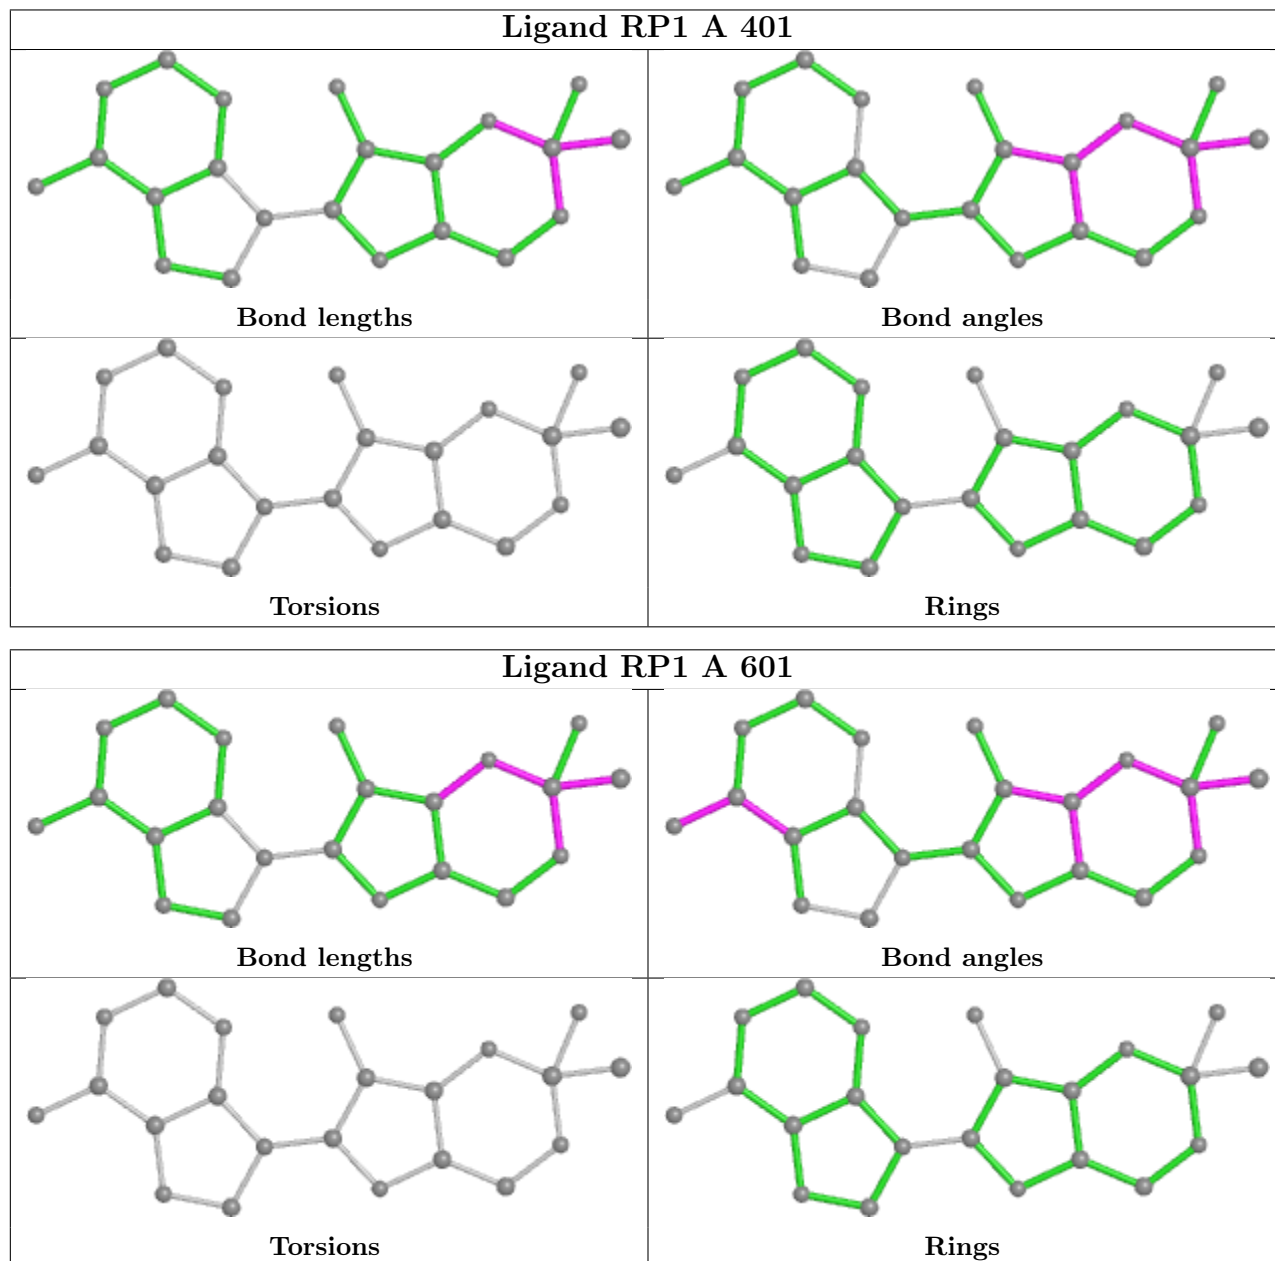 Ligand RP1 A 401
Bond lengths
Bond angles
Torsions
Rings
Ligand RP1 A 601
Bond lengths
Bond angles
Torsions
Rings